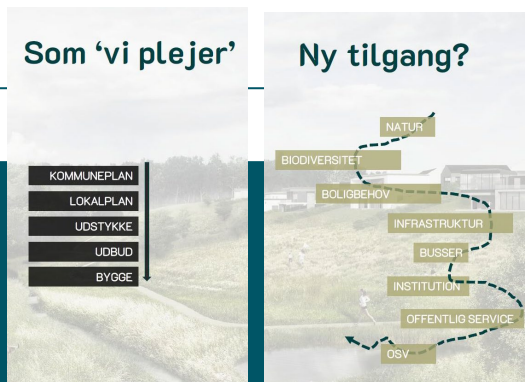 Som 'vi plejer'
KOMMUNEPLAN
LOKALPLAN
UDSTYKKE
UDBUD
BYGGE
Ny tilgang?
NATUR
BIODIVERSITET
BOLIGBEHOV
INFRASTRUKTUR
BUSSER
INSTITUTION
OFFENTLIG SERVICE
OSV